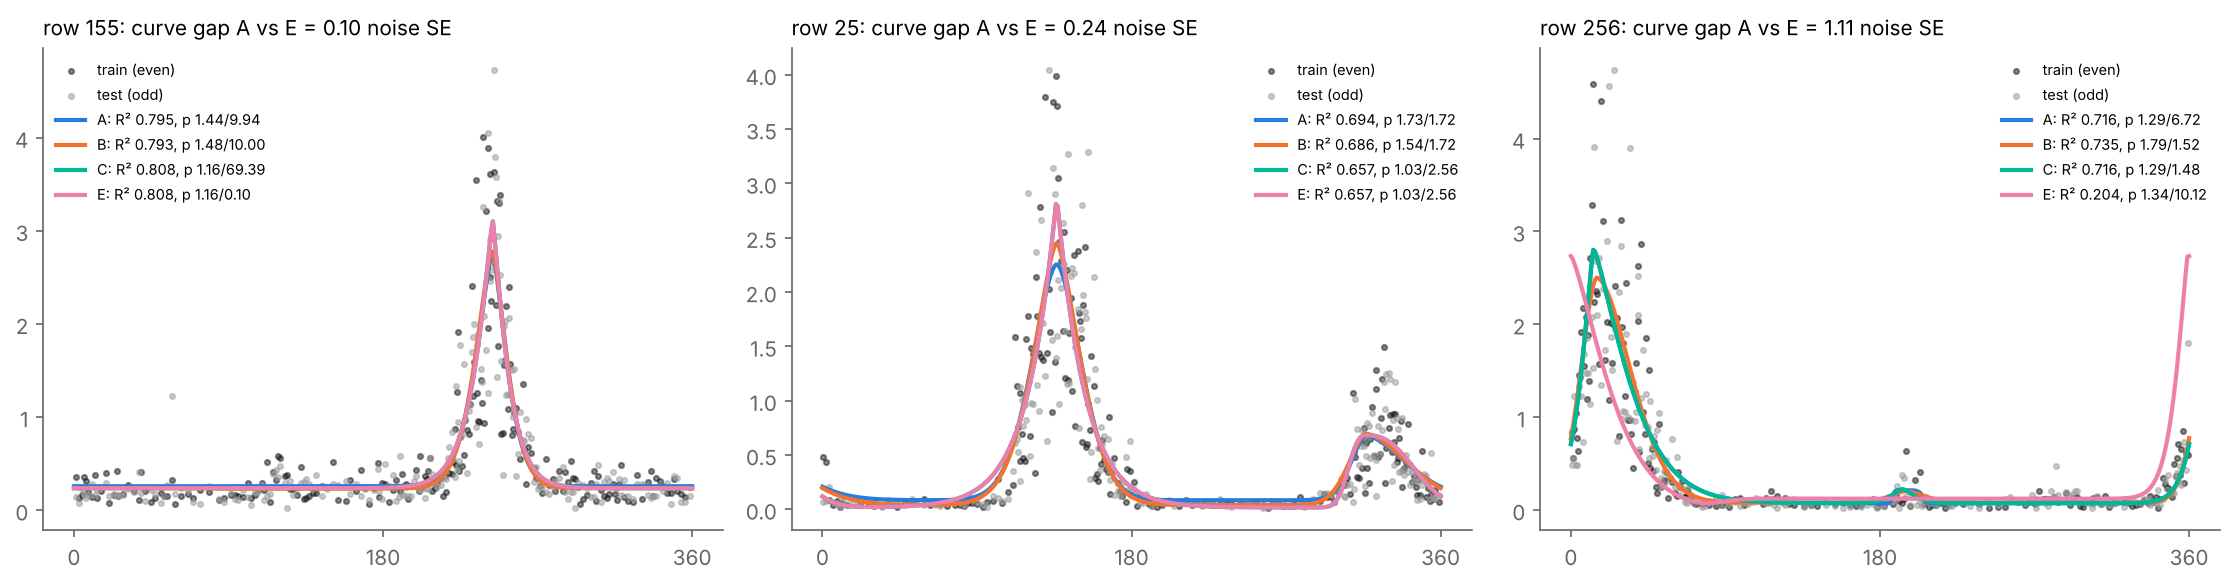 row 155: curve gap A vs E = 0.10 noise SE
train (even)
test (odd)
A: R² 0.795, p 1.44/9.94
B: R² 0.793, p 1.48/10.00
C: R² 0.808, p 1.16/69.39
E: R² 0.808, p 1.16/0.10
4
3
2
1
0
0
180
360
row 25: curve gap A vs E = 0.24 noise SE
train (even)
test (odd)
A: R² 0.694, p 1.73/1.72
B: R² 0.686, p 1.54/1.72
C: R² 0.657, p 1.03/2.56
E: R² 0.657, p 1.03/2.56
4.0
3.5
3.0
2.5
2.0
1.5
1.0
0.5
0.0
0
180
360
row 256: curve gap A vs E = 1.11 noise SE
train (even)
test (odd)
A: R² 0.716, p 1.29/6.72
B: R² 0.735, p 1.79/1.52
C: R² 0.716, p 1.29/1.48
E: R² 0.204, p 1.34/10.12
4
3
2
1
0
0
180
360